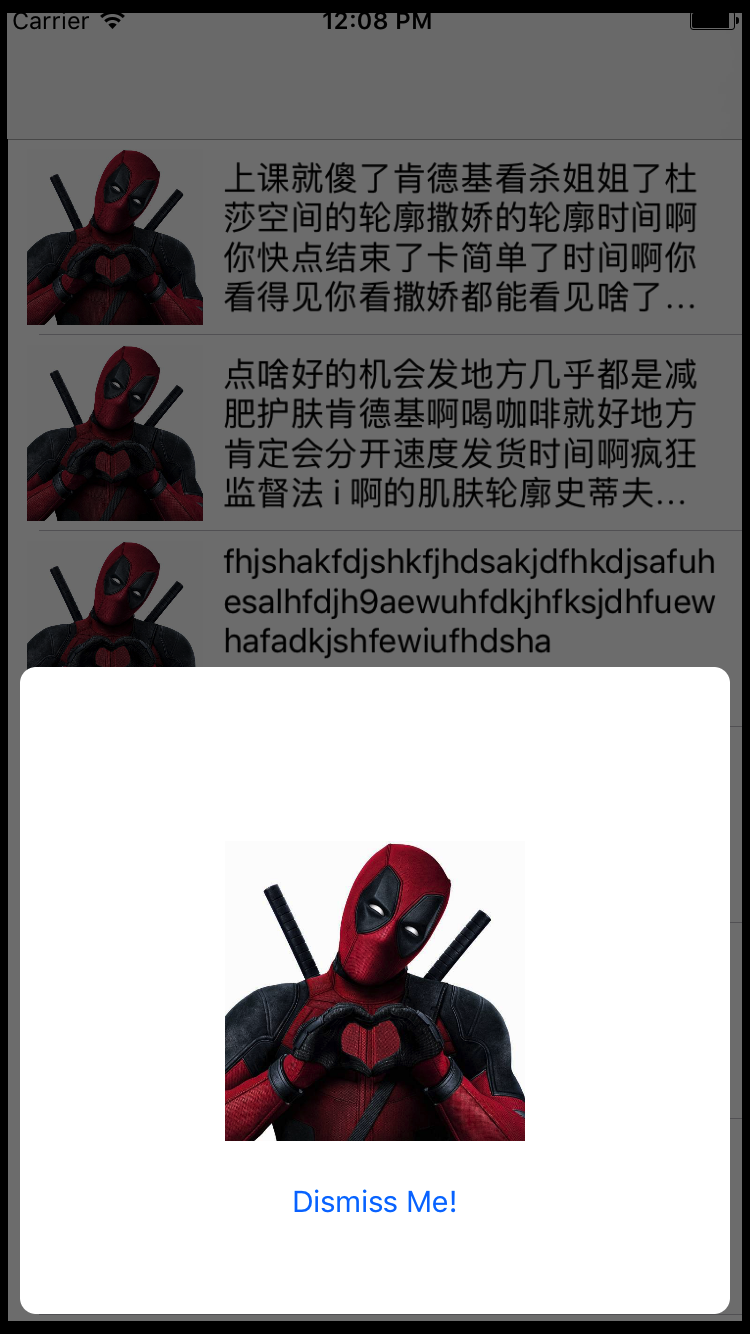 Carrier 12:08 PM
上课就傻了肯德基看杀姐姐了杜
莎空间的轮廓撒娇的轮廓时间啊
你快点结束了卡简单了时间啊你
看得见你看撒娇都能看见啥了...
点啥好的机会发地方几乎都是减
肥护肤肯德基啊喝咖啡就好地方
肯定会分开速度发货时间啊疯狂
监督法 i 啊的肌肤轮廓史蒂夫...
fhjshakfdjshkfjhdsakjdfhkdjsafuh
esalhfdjh9aewuhfdkjhfksjdhfuew
hafadkjshfewiufhdsha
Dismiss Me!